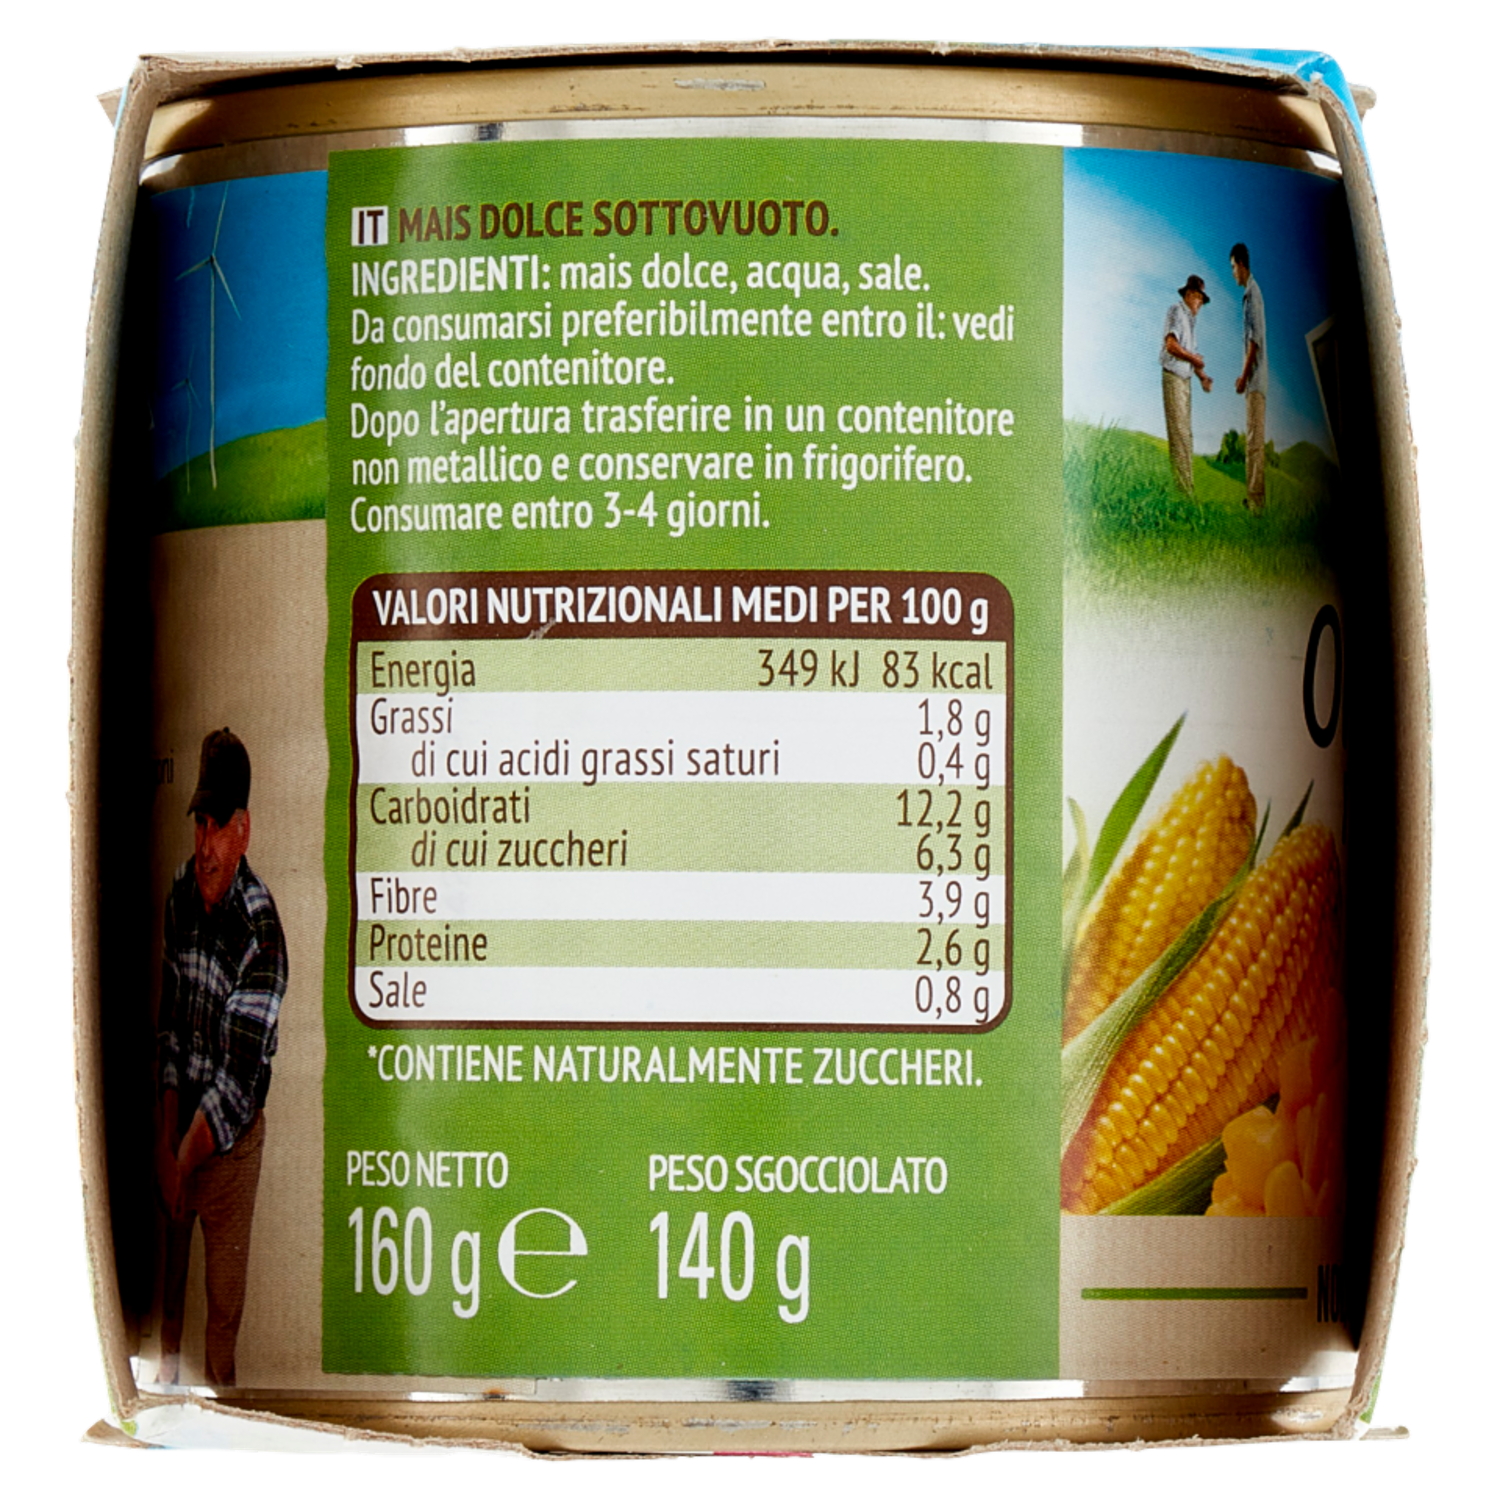 IT MAIS DOLCE SOTTOVUOTO.
INGREDIENTI: mais dolce, acqua, sale.
Da consumarsi preferibilmente entro il: vedi
fondo del contenitore.
Dopo l'apertura trasferire in un contenitore
non metallico e conservare in frigorifero.
Consumare entro 3-4 giorni.
VALORI NUTRIZIONALI MEDI PER 100 g
Energia 349 kJ 83 kcal
Grassi 1,8 g
di cui acidi grassi saturi 0,4 g
Carboidrati 12,2 g
di cui zuccheri 6,3 g
Fibre 3,9 g
Proteine 2,6 g
Sale 0,8 g
*CONTIENE NATURALMENTE ZUCCHERI.
PESO NETTO PESO SGOCCIOLATO
160 g e 140 g